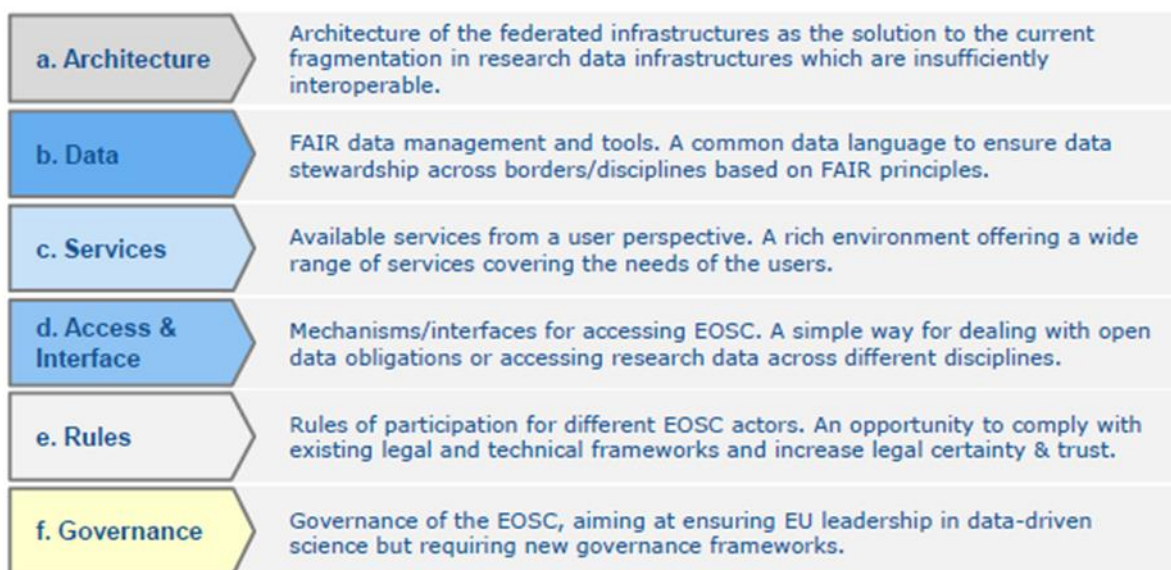 a. Architecture
Architecture of the federated infrastructures as the solution to the current
fragmentation in research data infrastructures which are insufficiently
interoperable.
b. Data
FAIR data management and tools. A common data language to ensure data
stewardship across borders/disciplines based on FAIR principles.
c. Services
Available services from a user perspective. A rich environment offering a wide
range of services covering the needs of the users.
d. Access &
Interface
Mechanisms/interfaces for accessing EOSC. A simple way for dealing with open
data obligations or accessing research data across different disciplines.
e. Rules
Rules of participation for different EOSC actors. An opportunity to comply with
existing legal and technical frameworks and increase legal certainty & trust.
f. Governance
Governance of the EOSC, aiming at ensuring EU leadership in data-driven
science but requiring new governance frameworks.